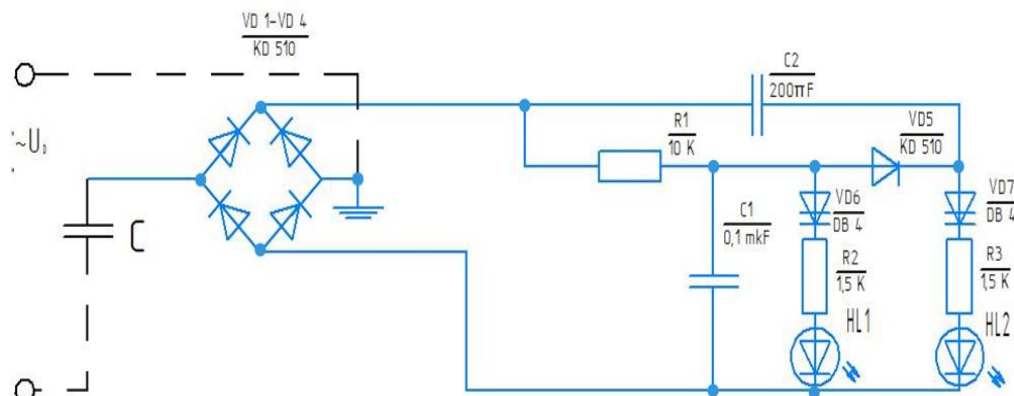 VD 1-VD 4
KD 510
~U₀
C
C2
200πF
R1
10 K
VD5
KD 510
C1
0,1 mkF
VD6
DB 4
VD7
DB 4
R2
1,5 K
R3
1,5 K
HL1
HL2